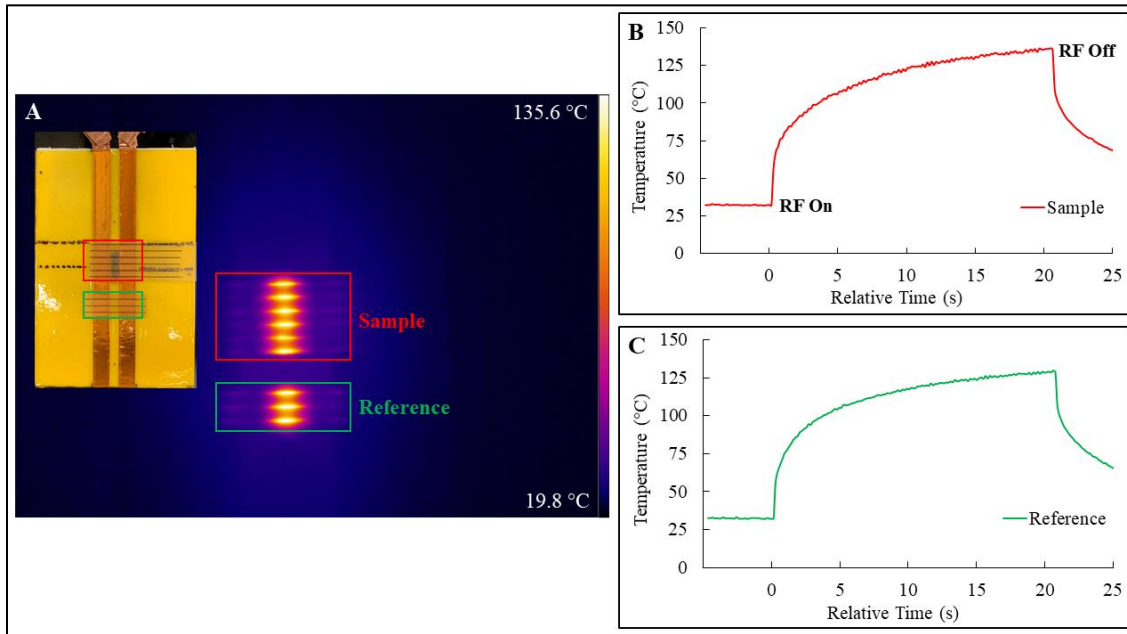 A
135.6 °C
Sample
Reference
19.8 °C
B
150
125
100
75
50
25
0
Temperature (°C)
RF On
RF Off
Sample
0
5
10
15
20
25
Relative Time (s)
C
150
125
100
75
50
25
0
Temperature (°C)
Reference
0
5
10
15
20
25
Relative Time (s)